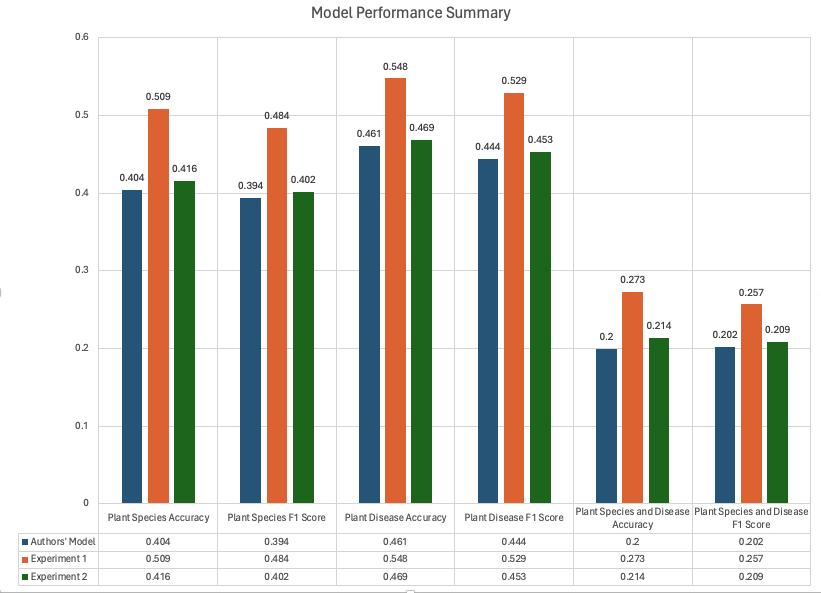 Model Performance Summary
0.6
0.5
0.4
0.3
0.2
0.1
0
0.404
0.509
0.416
0.394
0.484
0.402
0.461
0.548
0.469
0.444
0.529
0.453
0.2
0.273
0.214
0.202
0.257
0.209
Plant Species Accuracy
Plant Species F1 Score
Plant Disease Accuracy
Plant Disease F1 Score
Plant Species and Disease
Accuracy
Plant Species and Disease
F1 Score
Authors' Model 0.404 0.394 0.461 0.444 0.2 0.202
Experiment 1 0.509 0.484 0.548 0.529 0.273 0.257
Experiment 2 0.416 0.402 0.469 0.453 0.214 0.209